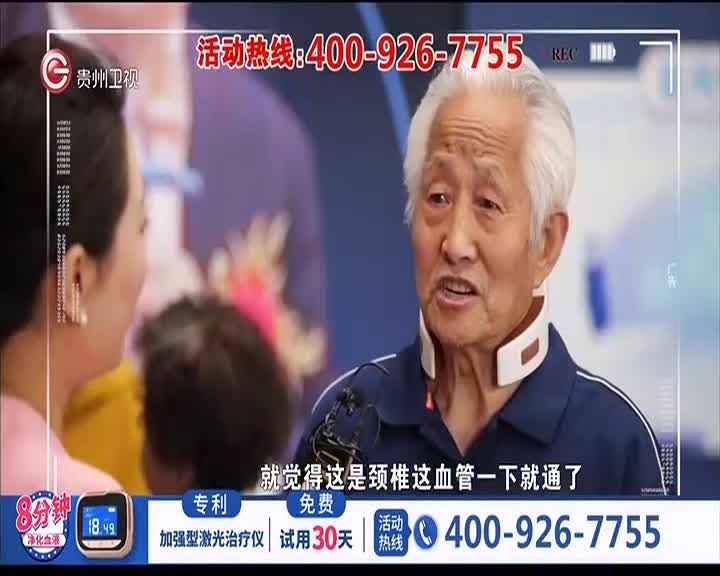 活动热线:400-926-7755
REC
贵州卫视
广告
就觉得这是颈椎这血管一下就通了
8分钟
净化血液
18.49
专利
加强型激光治疗仪
免费
试用30天
活动
热线
400-926-7755